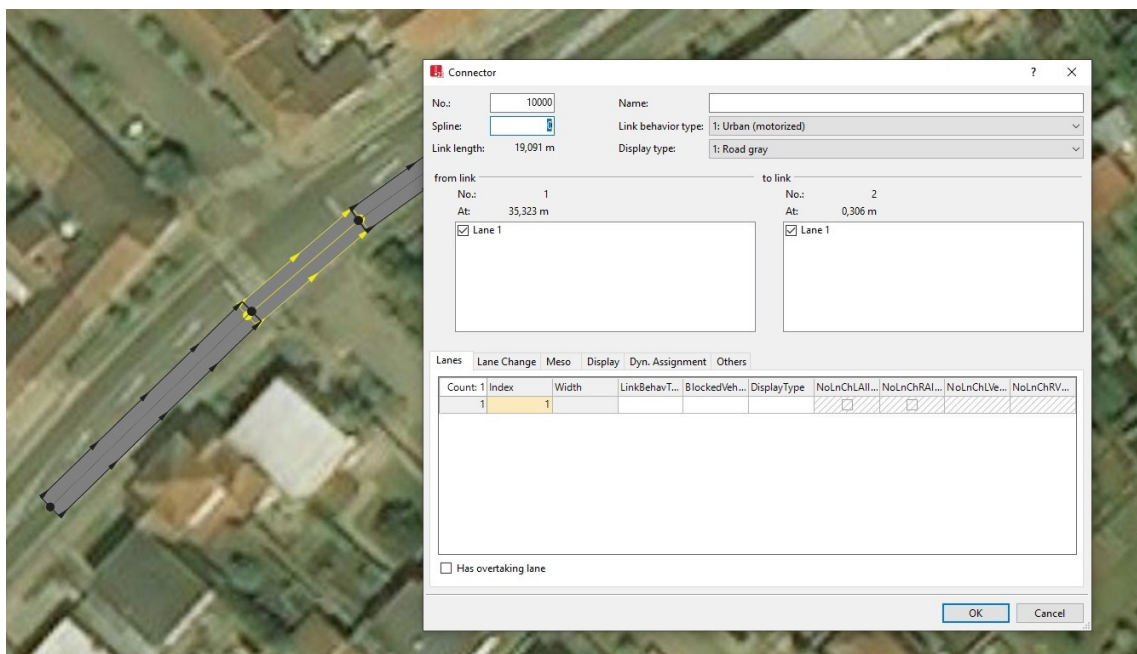 Connector ? ×
No.: 10000 Name:
Spline: Link behavior type: 1: Urban (motorized)
Link length: 19,091 m Display type: 1: Road gray
from link to link
No.: 1 No.: 2
At: 35,323 m At: 0,306 m
Lane 1 Lane 1
Lanes Lane Change Meso Display Dyn. Assignment Others
Count: 1 Index Width LinkBehavT... BlockedVeh... DisplayType NoLnChLAll... NoLnChRAl... NoLnChLVe... NoLnChRV...
1 1
Has overtaking lane
OK Cancel